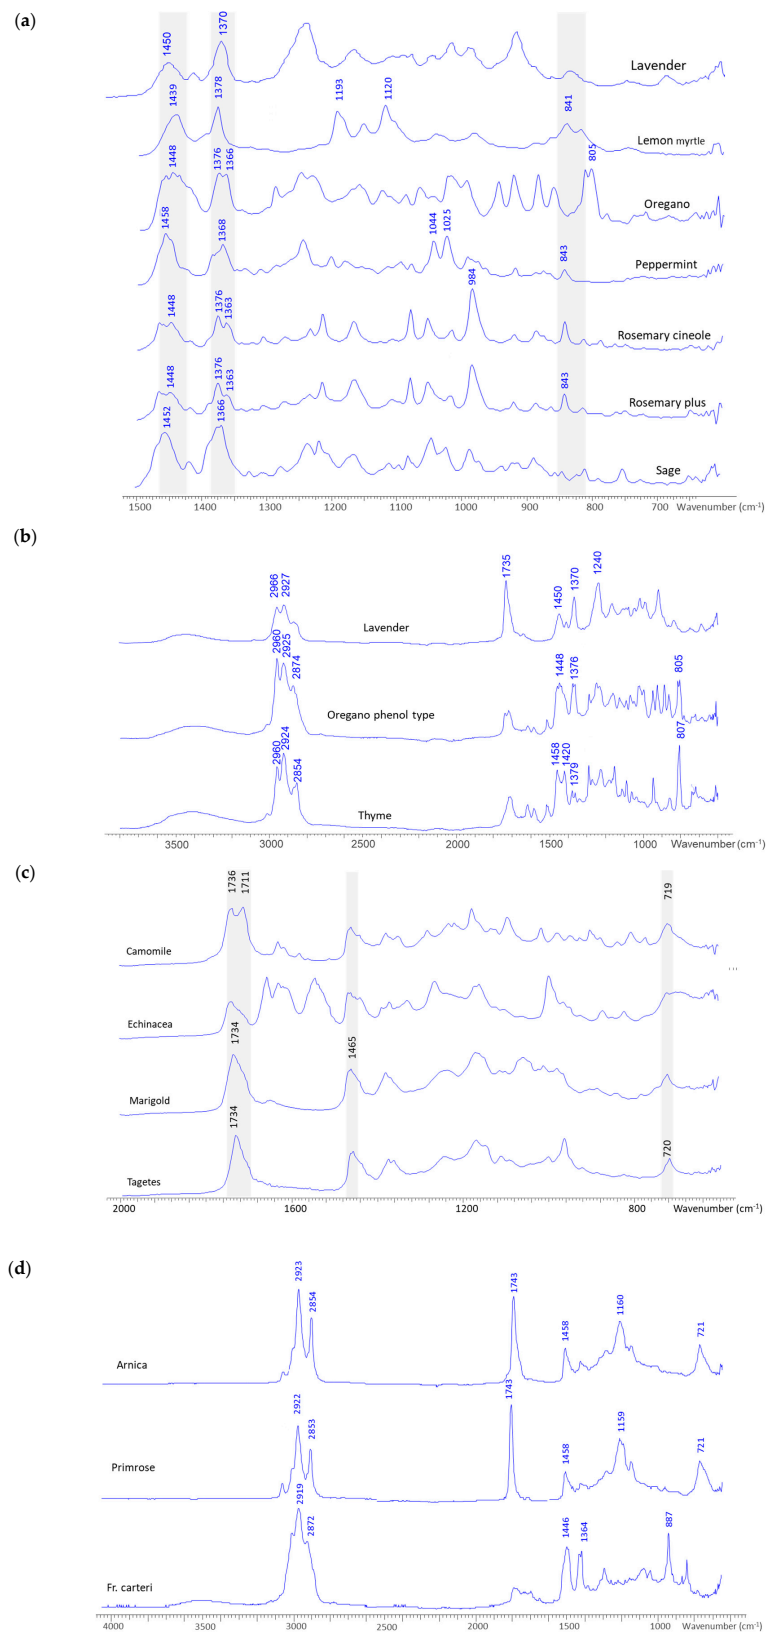 (a)
1450
1370
Lavender
1439
1378
1193
1120
841
Lemon myrtle
1448
1376
1366
805
Oregano
1458
1368
1044
1025
843
Peppermint
1448
1376
1363
984
Rosemary cineole
1448
1376
1363
843
Rosemary plus
1452
1366
Sage
1500 1400 1300 1200 1100 1000 900 800 700 Wavenumber (cm-1)
(b)
2966
2927
1735
1450
1370
1240
Lavender
2960
2925
2874
1448
1376
805
Oregano phenol type
2960
2924
2854
1458
1420
1379
807
Thyme
3500 3000 2500 2000 1500 1000 Wavenumber (cm-1)
(c)
1736
1711
719
Camomile
Echinacea
1734
1465
Marigold
1734
720
Tagetes
2000 1600 1200 800 Wavenumber (cm-1)
(d)
2923
2854
1743
1458
1160
721
Arnica
2922
2853
1743
1458
1159
721
Primrose
2919
2872
1446
1364
887
Fr. carteri
4000 3500 3000 2500 2000 1500 1000 Wavenumber (cm-1)